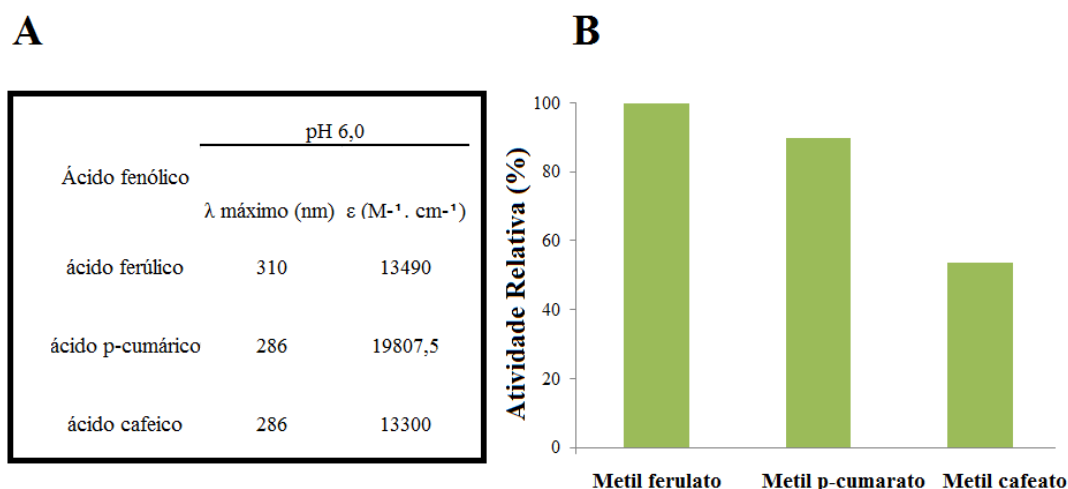 A
pH 6,0
Ácido fenólico
λ máximo (nm) ε (M-¹. cm-¹)
ácido ferúlico 310 13490
ácido p-cumárico 286 19807,5
ácido cafeico 286 13300
B
Atividade Relativa (%)
100
80
60
40
20
0
Metil ferulato Metil p-cumarato Metil cafeato